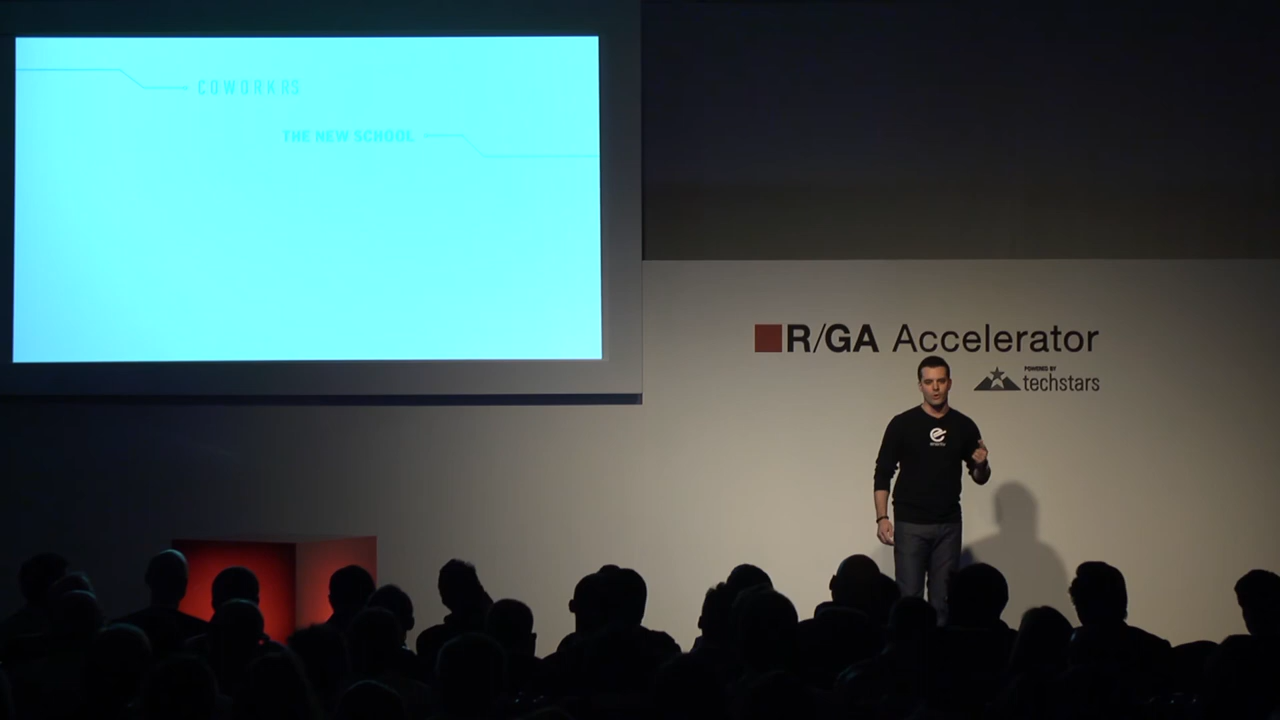 COWORKRS
THE NEW SCHOOL
R/GA Accelerator
POWERED BY
techstars